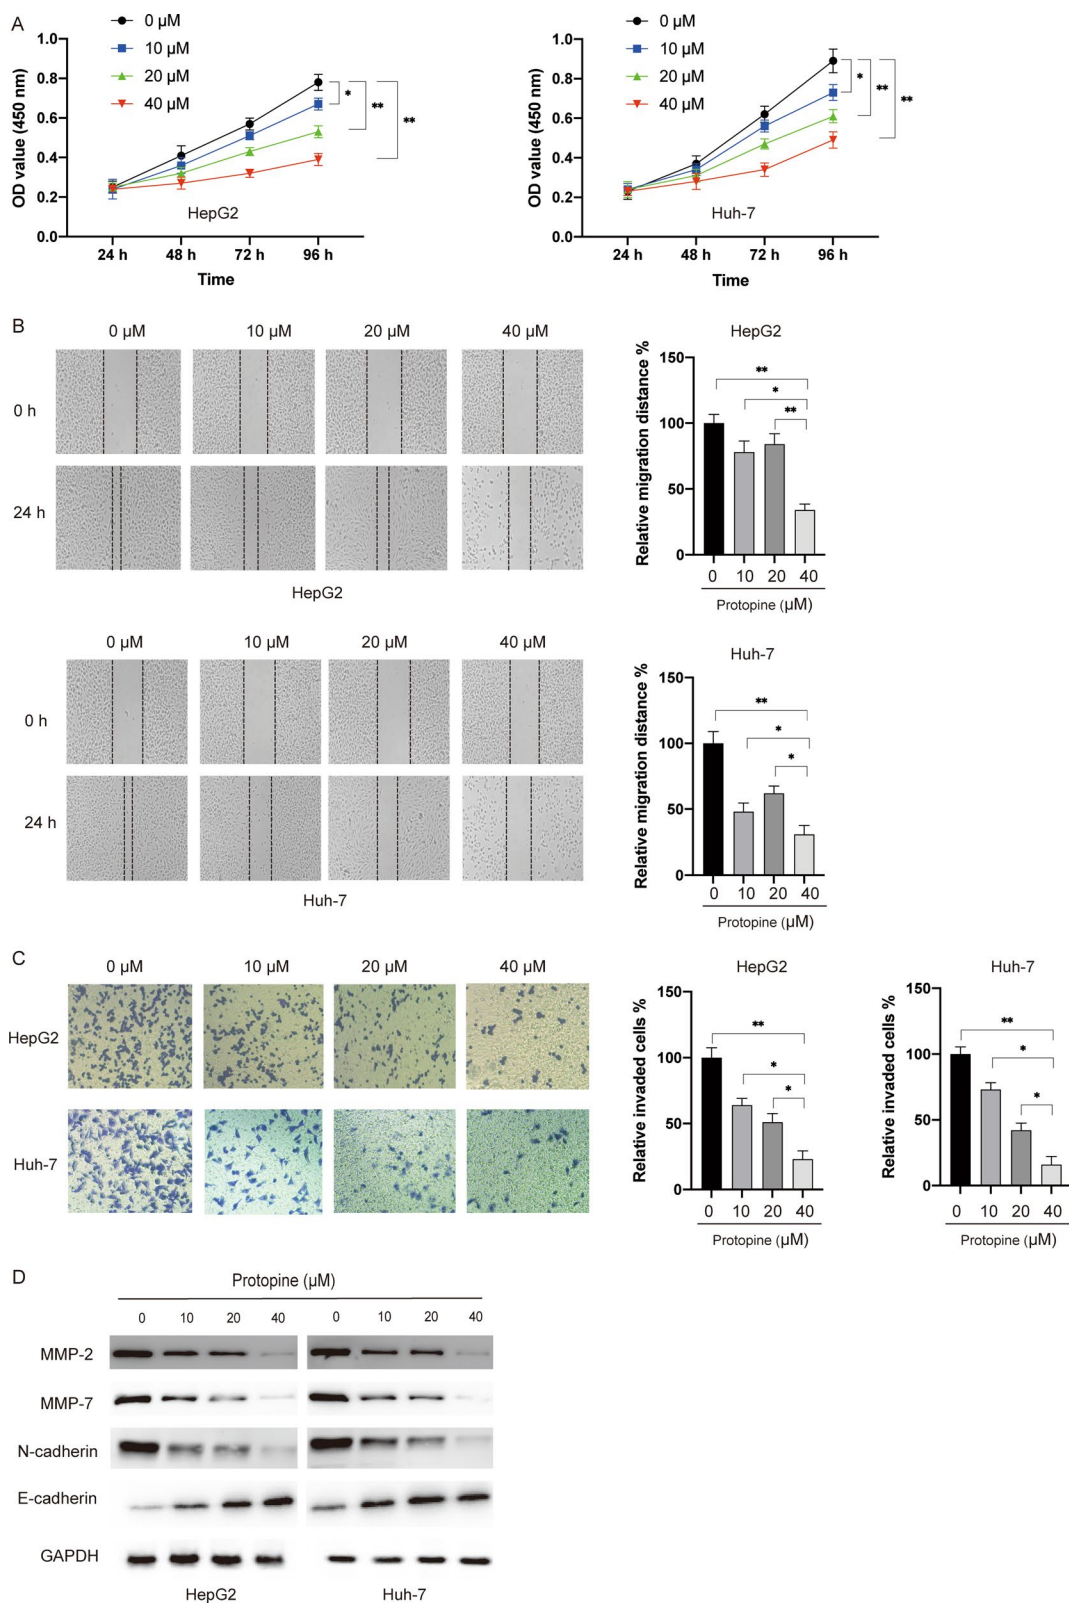 A
0 µM
10 µM
20 µM
40 µM
OD value (450 nm)
1.0
0.8
0.6
0.4
0.2
0.0
*
**
**
HepG2
24 h 48 h 72 h 96 h
Time
0 µM
10 µM
20 µM
40 µM
OD value (450 nm)
1.0
0.8
0.6
0.4
0.2
0.0
*
**
**
Huh-7
24 h 48 h 72 h 96 h
Time
B
0 µM 10 µM 20 µM 40 µM
0 h
24 h
HepG2
HepG2
Relative migration distance %
150
100
50
0
**
*
**
0 10 20 40
Protopine (µM)
0 µM 10 µM 20 µM 40 µM
0 h
24 h
Huh-7
Huh-7
Relative migration distance %
150
100
50
0
**
*
*
0 10 20 40
Protopine (µM)
C
0 µM 10 µM 20 µM 40 µM
HepG2
Huh-7
HepG2
Relative invaded cells %
150
100
50
0
**
*
*
0 10 20 40
Protopine (µM)
Huh-7
Relative invaded cells %
150
100
50
0
**
*
*
0 10 20 40
Protopine (µM)
D
Protopine (µM)
0 10 20 40 0 10 20 40
MMP-2
MMP-7
N-cadherin
E-cadherin
GAPDH
HepG2 Huh-7